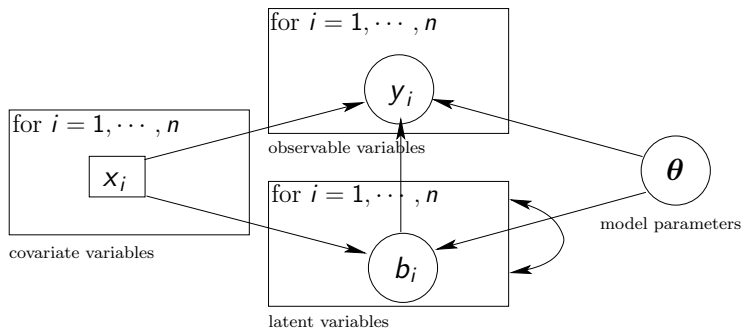 for i = 1, ⋯ , n
y_i
observable variables
for i = 1, ⋯ , n
x_i
covariate variables
θ
model parameters
for i = 1, ⋯ , n
b_i
latent variables